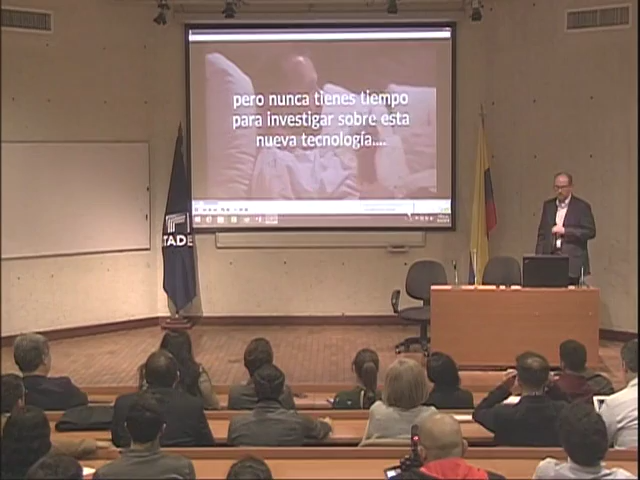 pero nunca tienes tiempo
para investigar sobre esta
nueva tecnología....
TADE